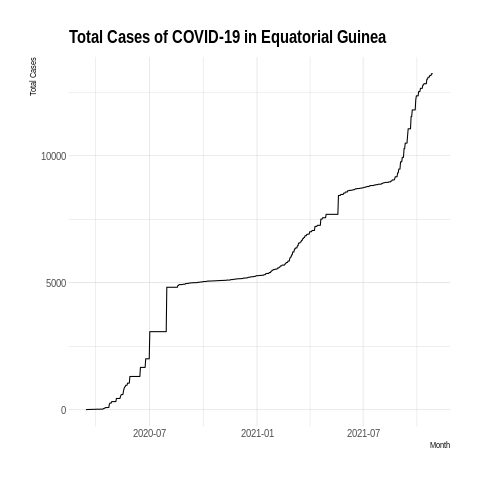 Total Cases of COVID-19 in Equatorial Guinea
Total Cases
10000
5000
0
2020-07 2021-01 2021-07
Month